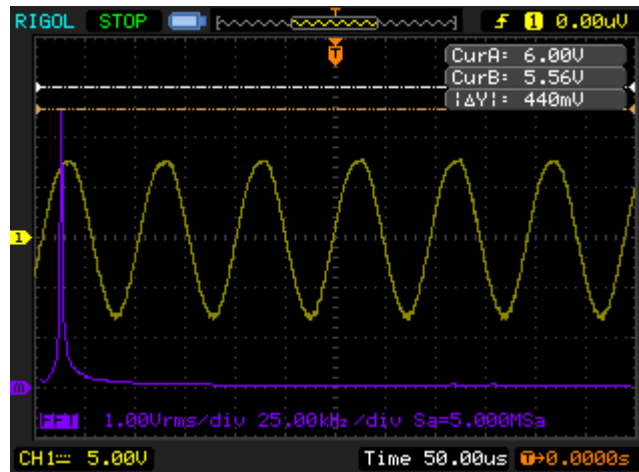 RIGOL STOP T f 1 0.00uV
T
CurA: 6.00V
CurB: 5.56V
|ΔY|: 440mV
1
m
FFT 1.00Vrms/div 25.00kHz/div Sa=5.000MSa
CH1 5.00V Time 50.00us T→0.0000s